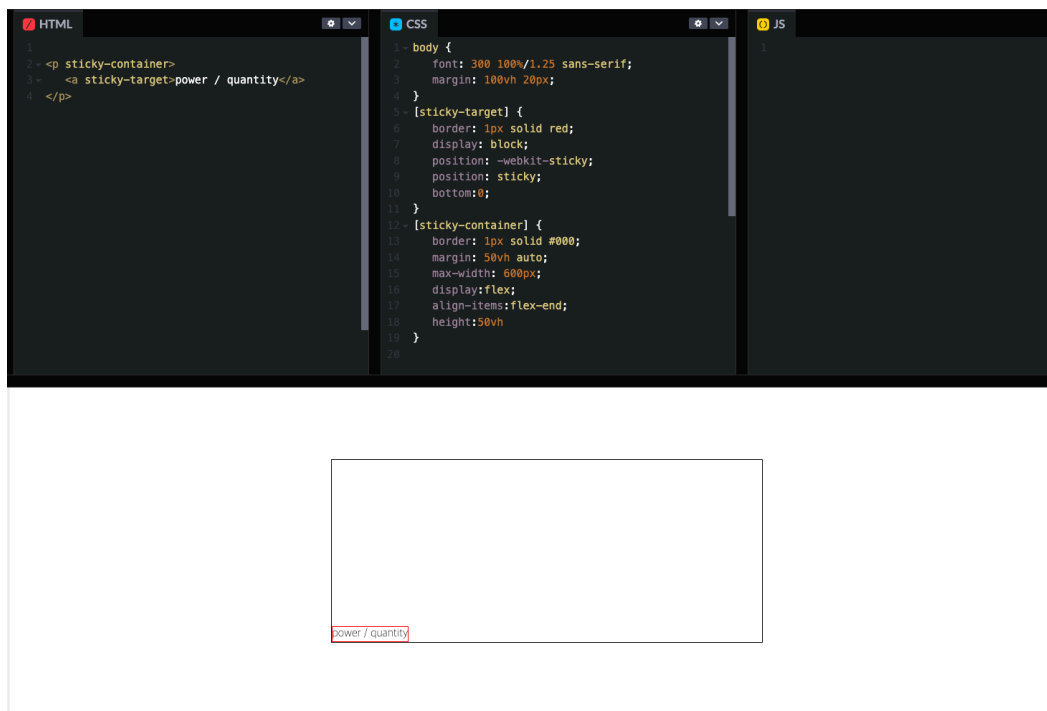 HTML
1
2 <p sticky-container>
3 <a sticky-target>power / quantity</a>
4 </p>
CSS
1 body {
2 font: 300 100%/1.25 sans-serif;
3 margin: 100vh 20px;
4 }
5 [sticky-target] {
6 border: 1px solid red;
7 display: block;
8 position: -webkit-sticky;
9 position: sticky;
10 bottom:0;
11 }
12 [sticky-container] {
13 border: 1px solid #000;
14 margin: 50vh auto;
15 max-width: 600px;
16 display:flex;
17 align-items:flex-end;
18 height:50vh
19 }
20
JS
1
power / quantity